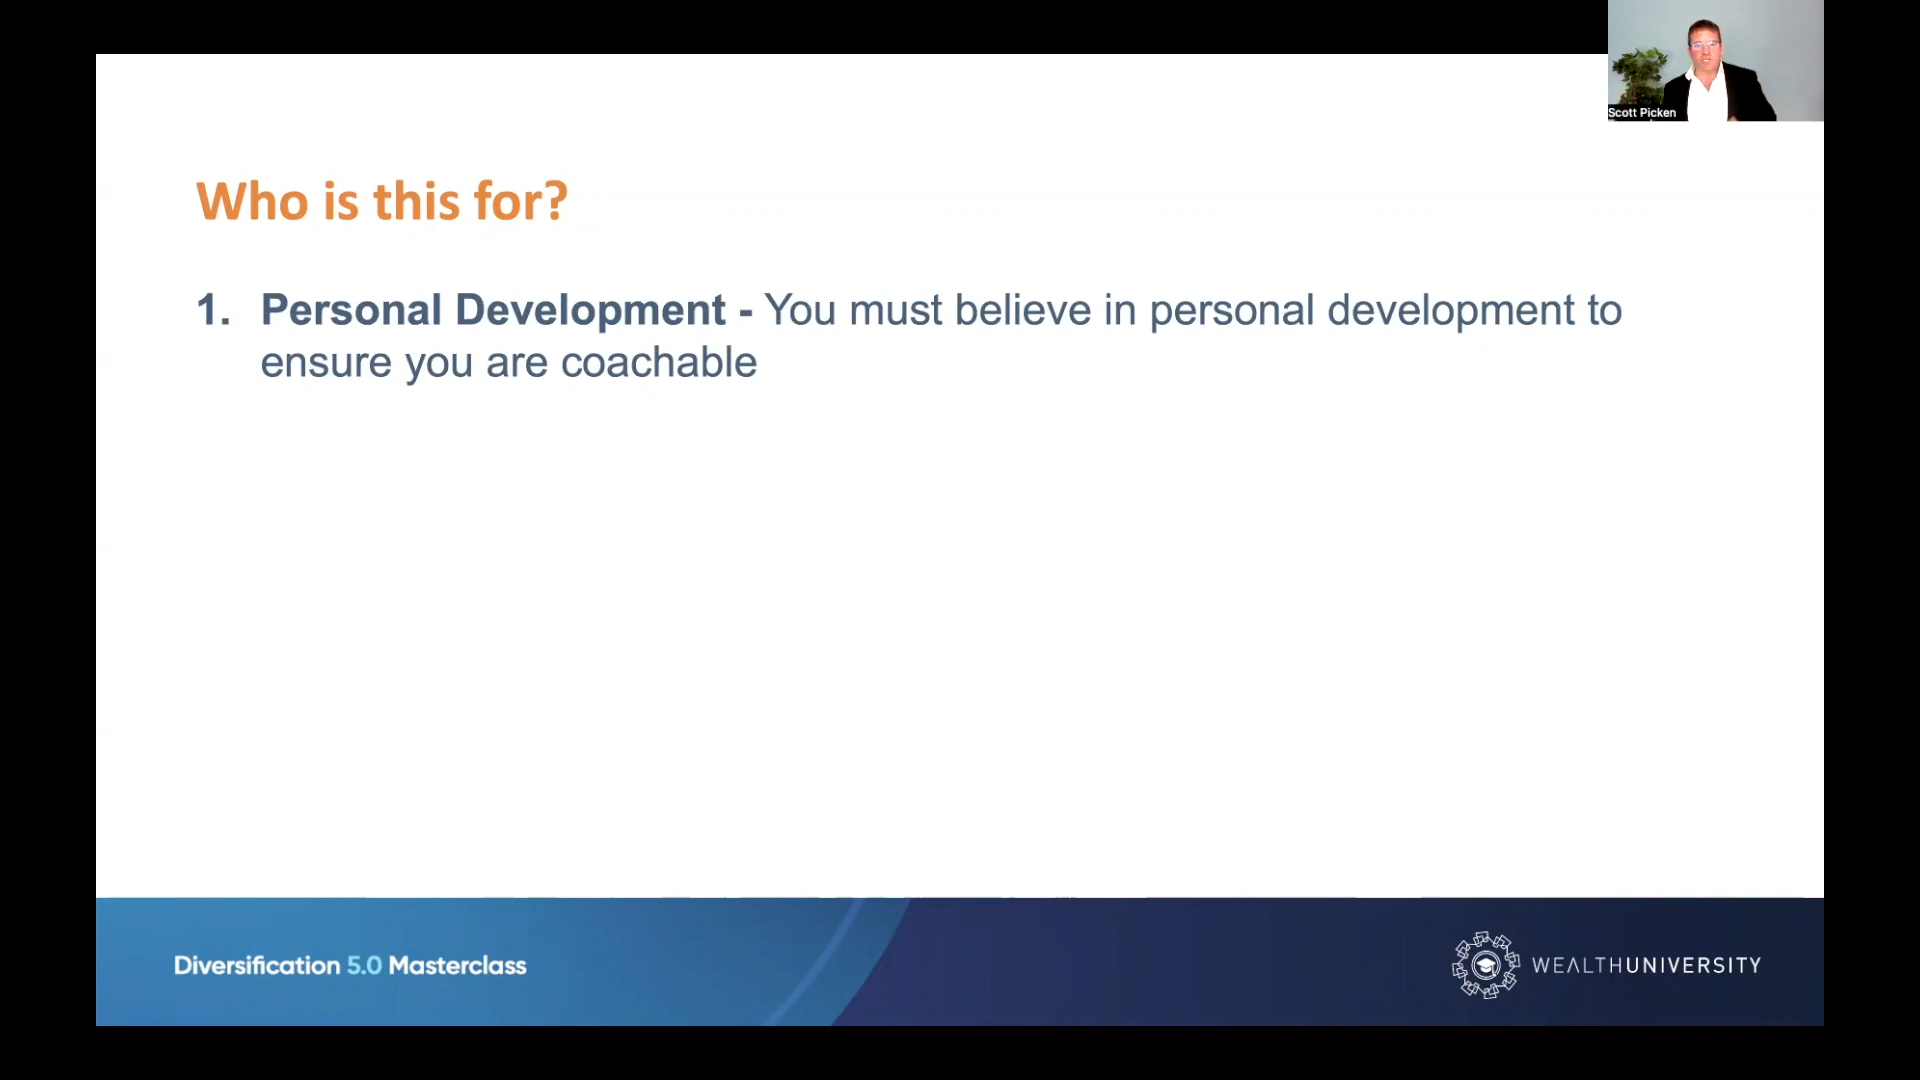 Scott Picken
Who is this for?
1. Personal Development - You must believe in personal development to
ensure you are coachable
Diversification 5.0 Masterclass
WEALTHUNIVERSITY